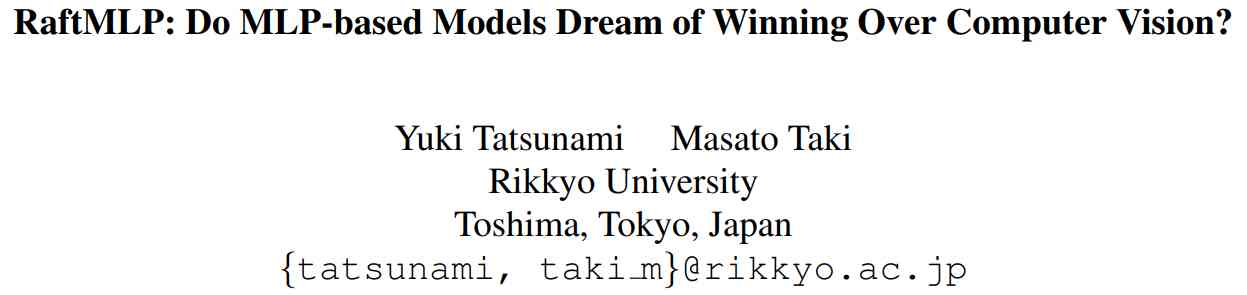 RaftMLP: Do MLP-based Models Dream of Winning Over Computer Vision?
Yuki Tatsunami Masato Taki
Rikkyo University
Toshima, Tokyo, Japan
{tatsunami, taki_m}@rikkyo.ac.jp